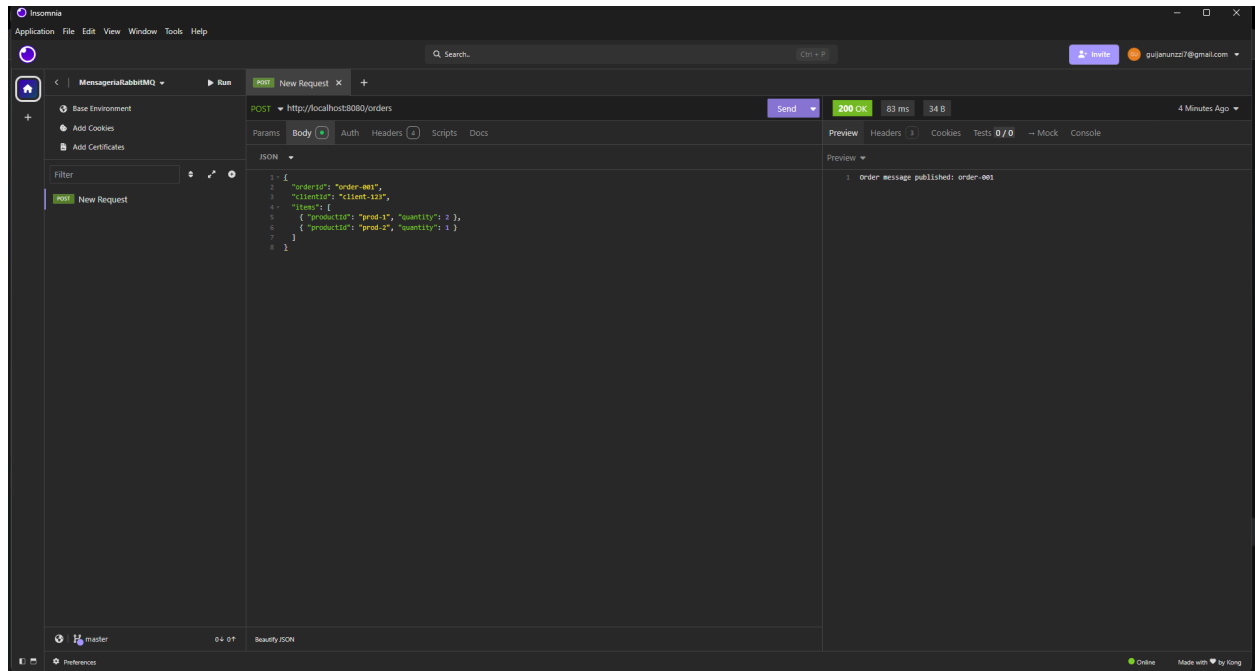 Insomnia
Application File Edit View Window Tools Help
Search.. Ctrl + P
Invite
guijanunzzi7@gmail.com
MensageriaRabbitMQ
Run
Base Environment
Add Cookies
Add Certificates
Filter
POST New Request
POST New Request
POST http://localhost:8080/orders
Send
Params Body Auth Headers 4 Scripts Docs
JSON
1 {
2 "orderId": "order-001",
3 "clientId": "client-123",
4 "items": [
5 { "productId": "prod-1", "quantity": 2 },
6 { "productId": "prod-2", "quantity": 1 }
7 ]
8 }
Beautify JSON
200 OK 83 ms 34 B
4 Minutes Ago
Preview Headers 3 Cookies Tests 0 / 0 → Mock Console
Preview
1 Order message published: order-001
master 0↓ 0↑
Preferences
Online
Made with ♥ by Kong